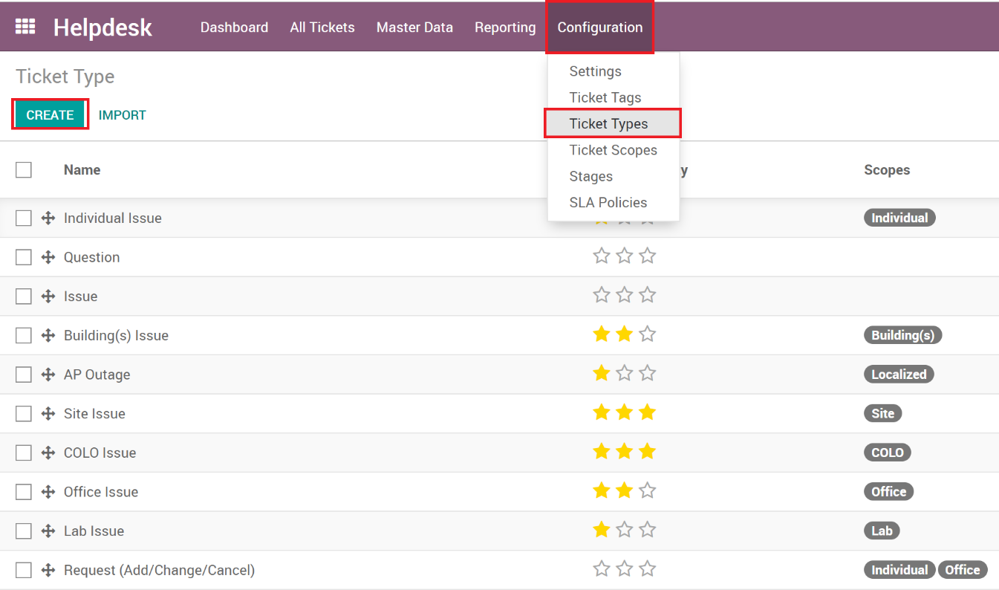 Helpdesk Dashboard All Tickets Master Data Reporting Configuration
Ticket Type
Settings
Ticket Tags
CREATE IMPORT
Ticket Types
Ticket Scopes
Stages
SLA Policies
Name y Scopes
Individual Issue Individual
Question
Issue
Building(s) Issue Building(s)
AP Outage Localized
Site Issue Site
COLO Issue COLO
Office Issue Office
Lab Issue Lab
Request (Add/Change/Cancel) Individual Office